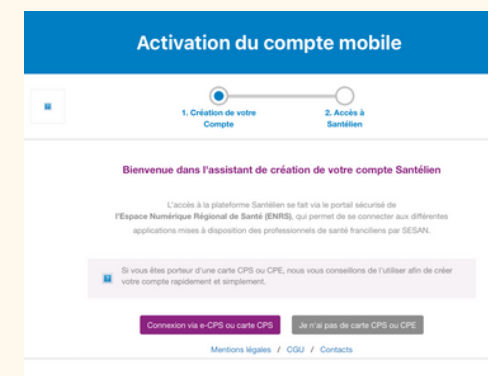 Activation du compte mobile
1. Création de votre
Compte
2. Accès à
Santélien
Bienvenue dans l'assistant de création de votre compte Santélien
L'accès à la plateforme Santélien se fait via le portail sécurisé de
l'Espace Numérique Régional de Santé (ENRS), qui permet de se connecter aux différentes
applications mises à disposition des professionnels de santé franciliens par SESAN.
Si vous êtes porteur d'une carte CPS ou CPE, nous vous conseillons de l'utiliser afin de créer
votre compte rapidement et simplement.
Connexion via e-CPS ou carte CPS
Je n'ai pas de carte CPS ou CPE
Mentions légales / CGU / Contacts